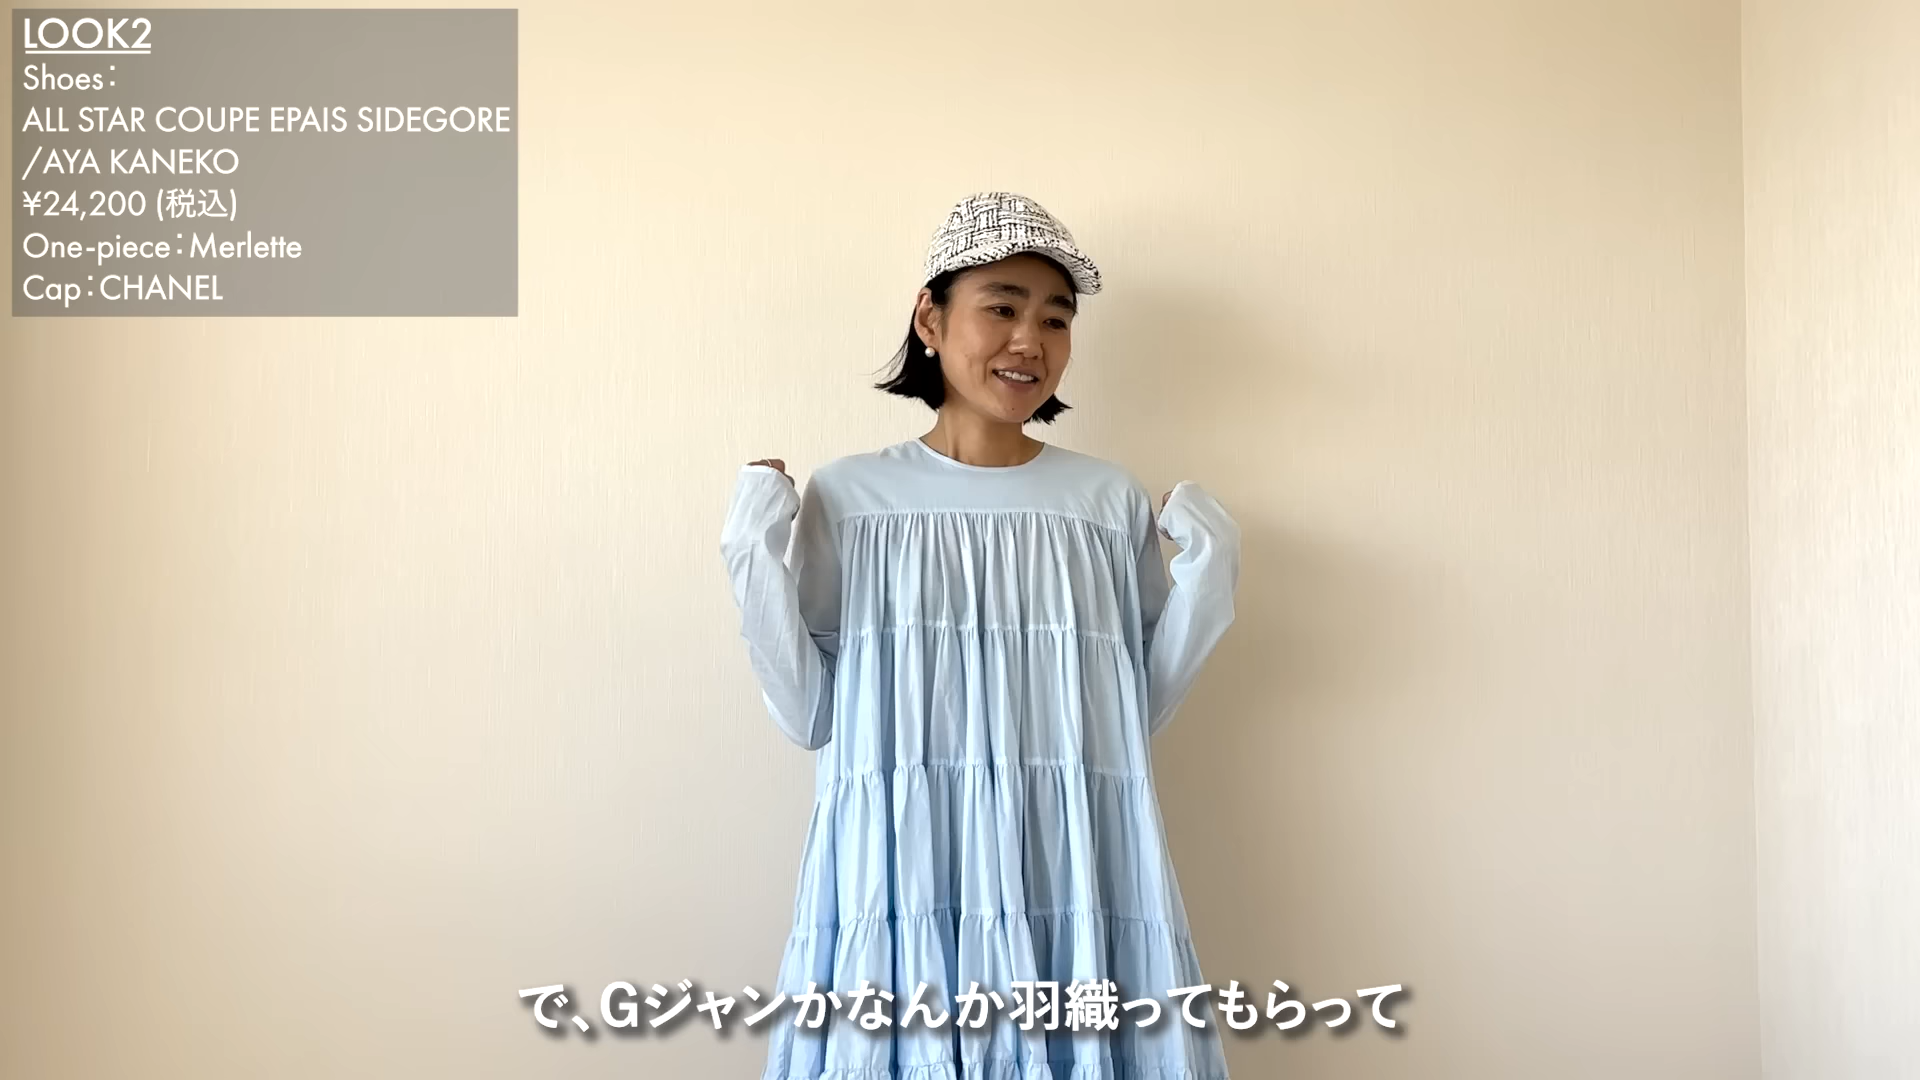 LOOK2
Shoes：
ALL STAR COUPE EPAIS SIDEGORE
/AYA KANEKO
¥24,200 (税込)
One-piece：Merlette
Cap：CHANEL
で、Gジャンかなんか羽織ってもらって